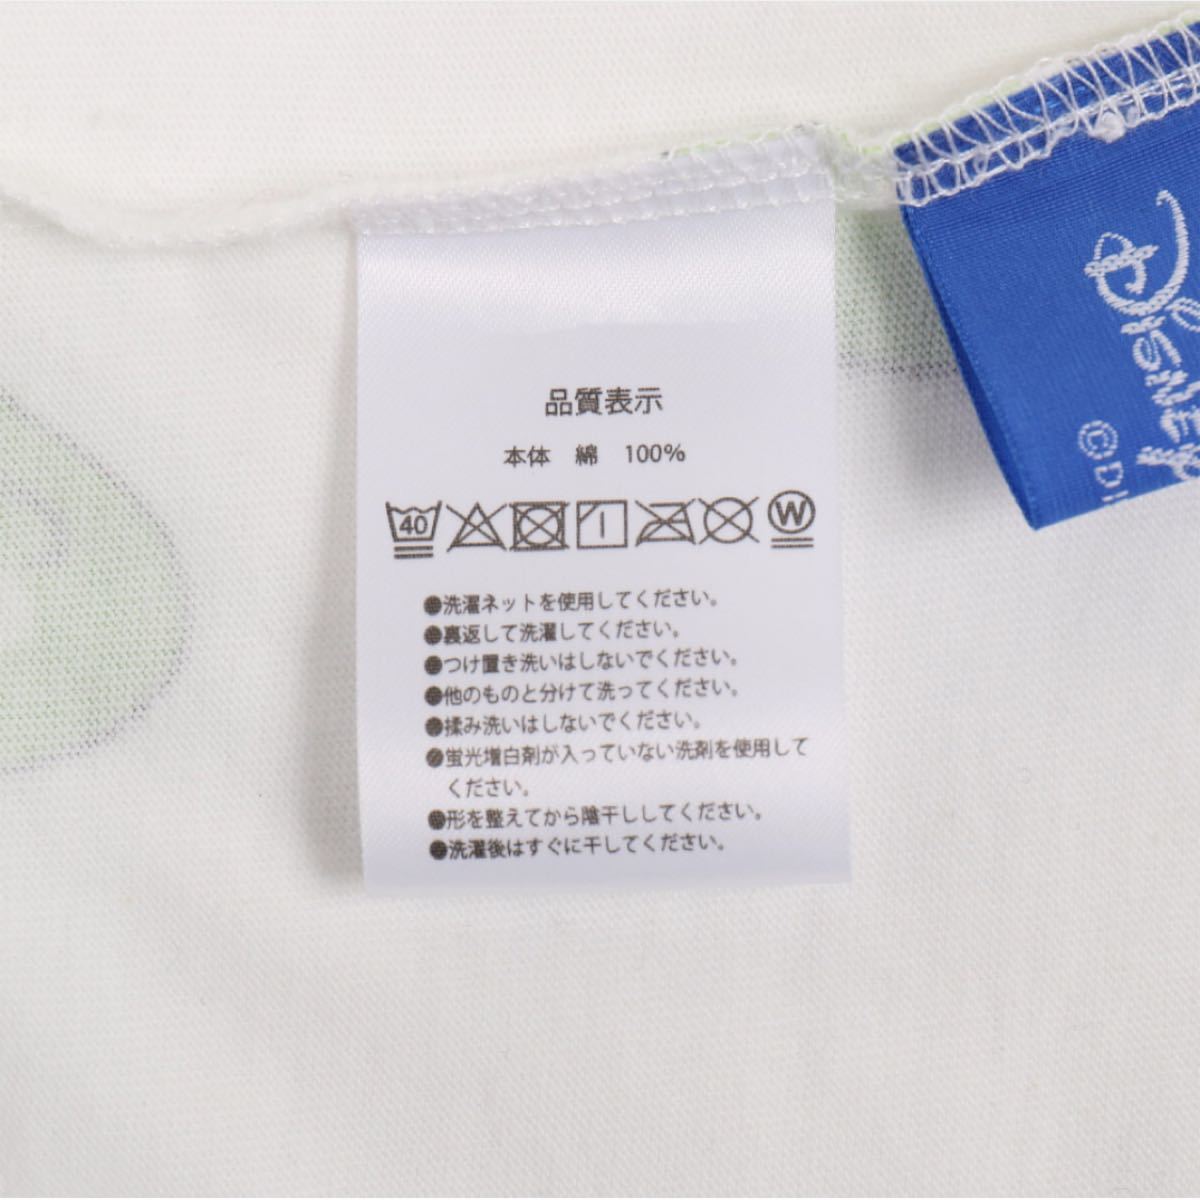 品質表示
本体 綿 100%
40 W
●洗濯ネットを使用してください。
●裏返して洗濯してください。
●つけ置き洗いはしないでください。
●他のものと分けて洗ってください。
●揉み洗いはしないでください。
●蛍光増白剤が入っていない洗剤を使用して
ください。
●形を整えてから陰干ししてください。
●洗濯後はすぐに干してください。
Disney
©DI